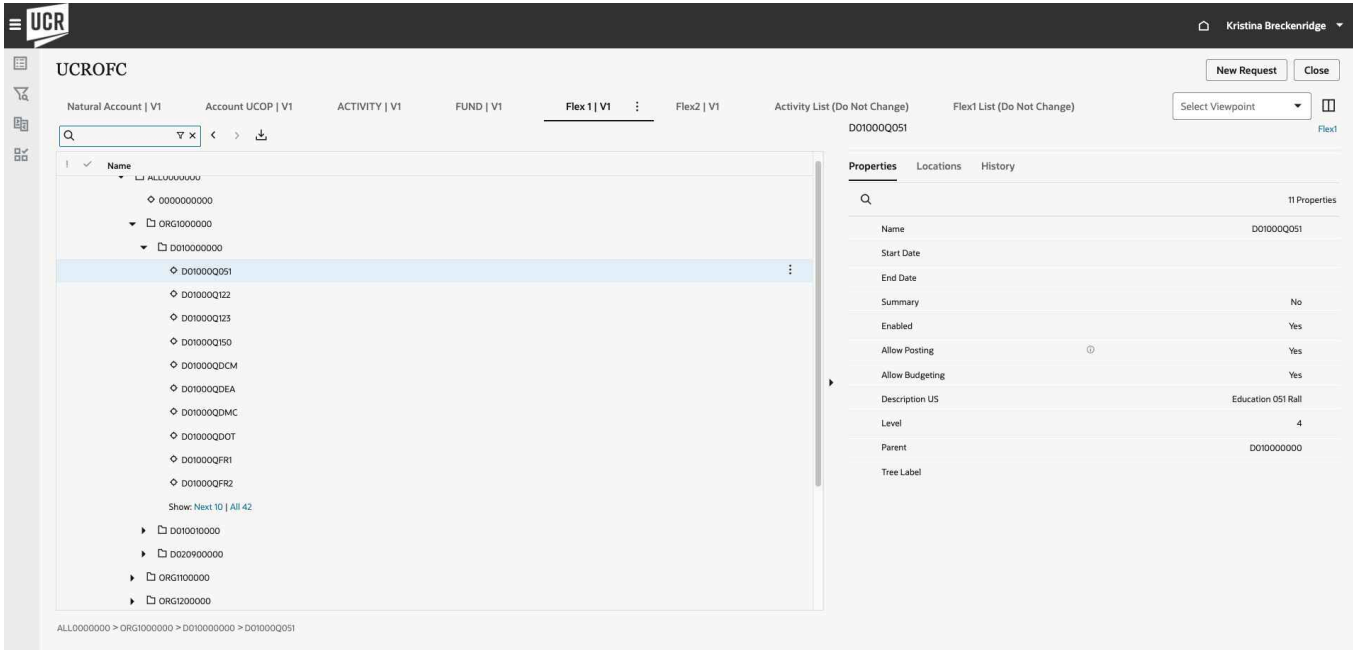 UCR
Kristina Breckenridge
UCROFC
New Request Close
Natural Account | V1 Account UCOP | V1 ACTIVITY | V1 FUND | V1 Flex 1 | V1 Flex2 | V1 Activity List (Do Not Change) Flex1 List (Do Not Change) Select Viewpoint
D01000Q051 Flex1
! Name
ALL0000000
0000000000
ORG1000000
D010000000
D01000Q051
D01000Q122
D01000Q123
D01000Q150
D01000QDCM
D01000QDEA
D01000QDMC
D01000QDOT
D01000QFR1
D01000QFR2
Show: Next 10 | All 42
D010010000
D020900000
ORG1100000
ORG1200000
ALL0000000 > ORG1000000 > D010000000 > D01000Q051
Properties Locations History
11 Properties
Name D01000Q051
Start Date
End Date
Summary No
Enabled Yes
Allow Posting Yes
Allow Budgeting Yes
Description US Education 051 Rall
Level 4
Parent D010000000
Tree Label